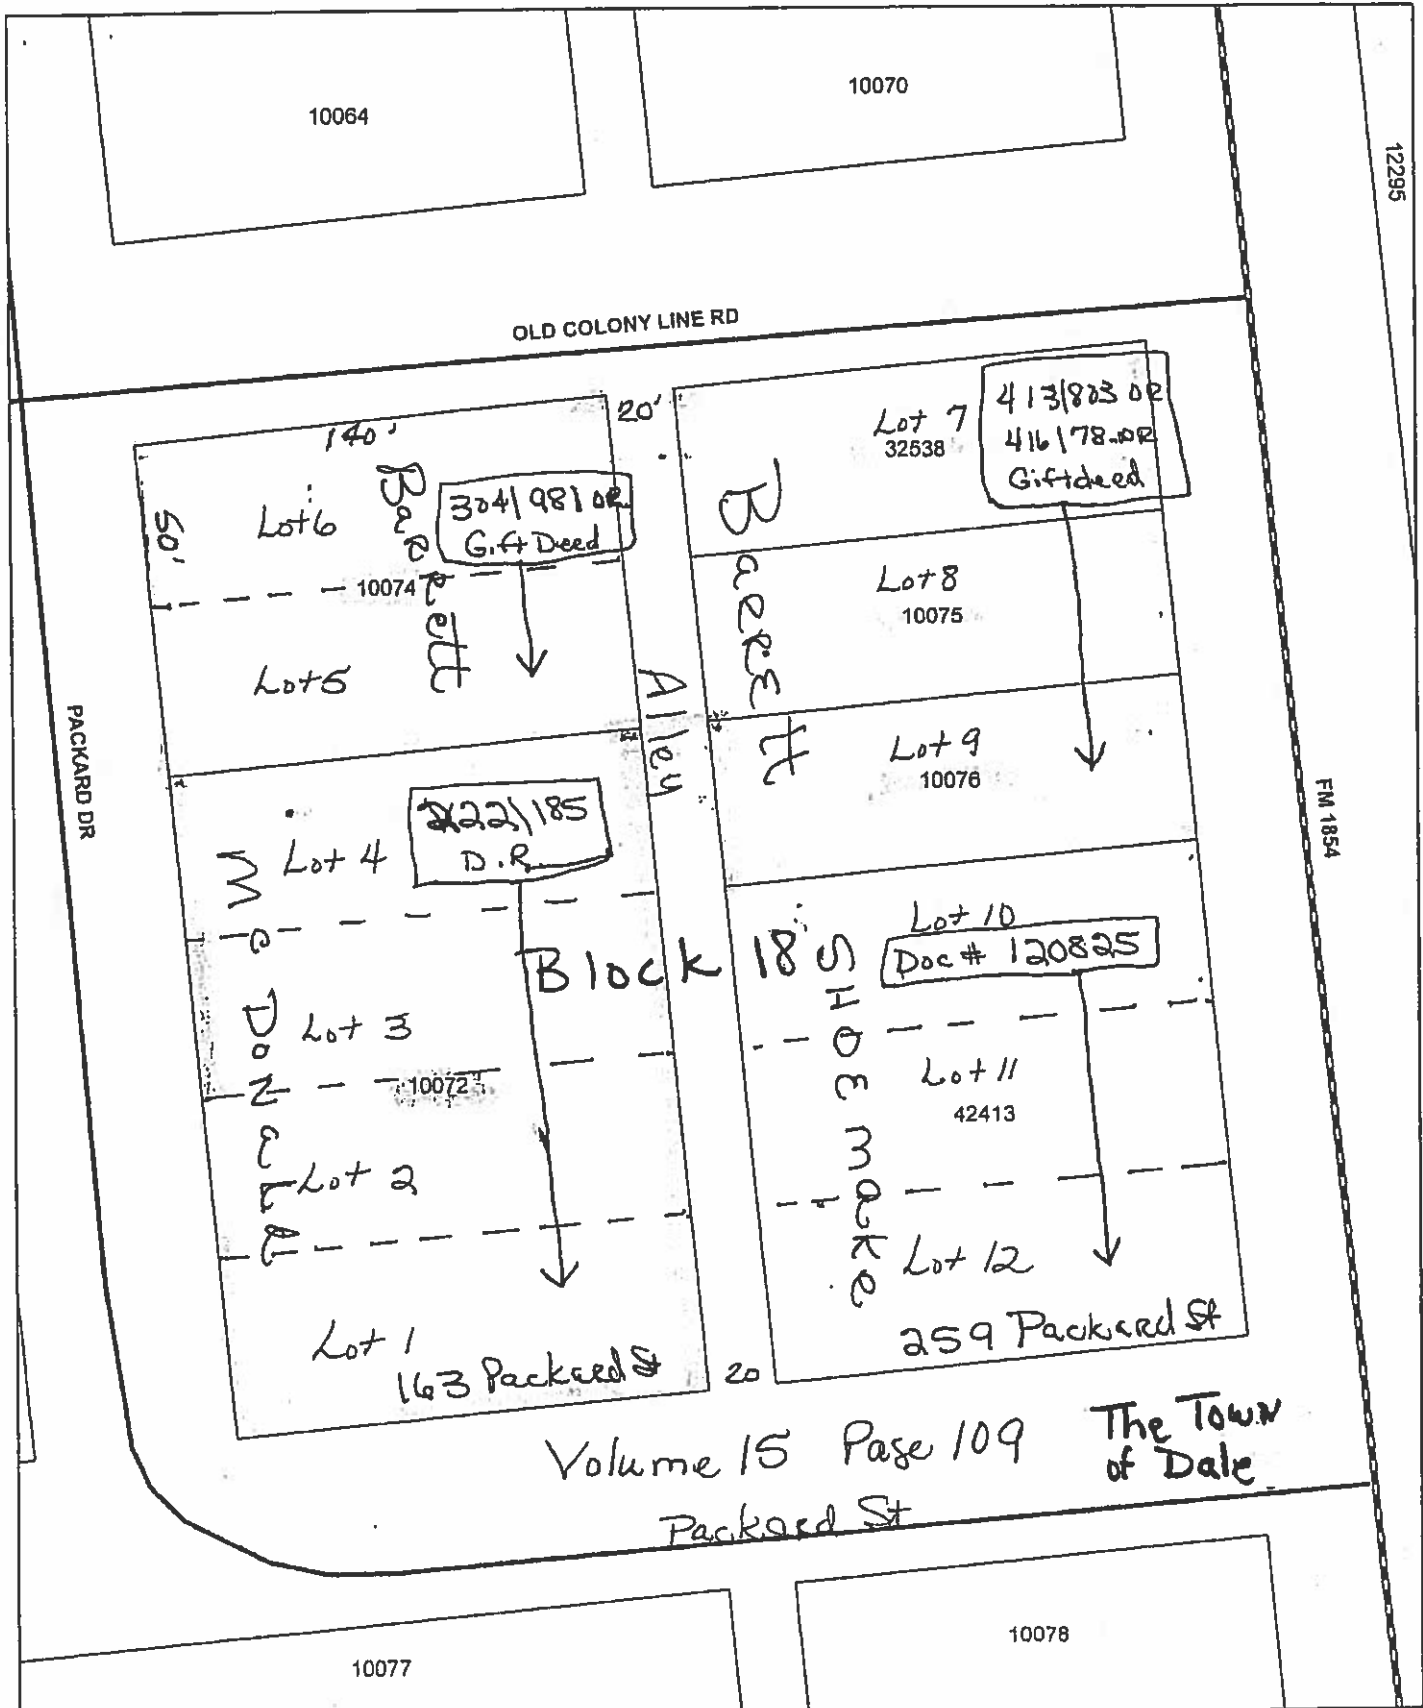 10064
10070
12295
OLD COLONY LINE RD
140'
20'
50'
Lot 6
Barrett
304/981 OR
Gift Deed
10074
Lot 5
Alley
Lot 7
32538
413/803 OR
416/78 OR
Gift deed
Barrett
Lot 8
10075
Lot 9
10076
PACKARD DR
FM 1854
Lot 4
222/185
D.R.
McDonald
Block 18
Lot 3
10072
Lot 2
Lot 1
163 Packard St
Lot 10
Doc # 120825
Shoemake
Lot 11
42413
Lot 12
259 Packard St
20
Volume 15 Page 109
The Town
of Dale
Packard St
10077
10078